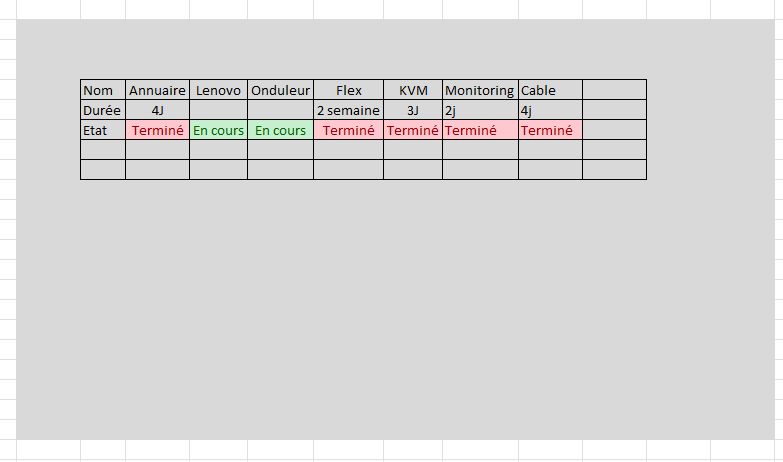 Nom Annuaire Lenovo Onduleur Flex KVM Monitoring Cable
Durée 4J 2 semaine 3J 2j 4j
Etat Terminé En cours En cours Terminé Terminé Terminé Terminé